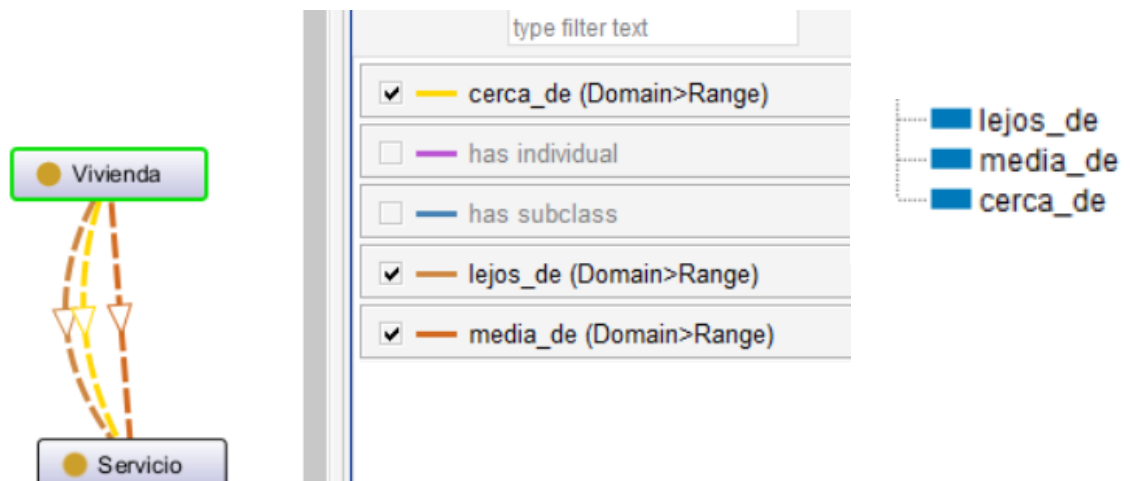 Vivienda
Servicio
type filter text
cerca_de (Domain>Range)
has individual
has subclass
lejos_de (Domain>Range)
media_de (Domain>Range)
lejos_de
media_de
cerca_de